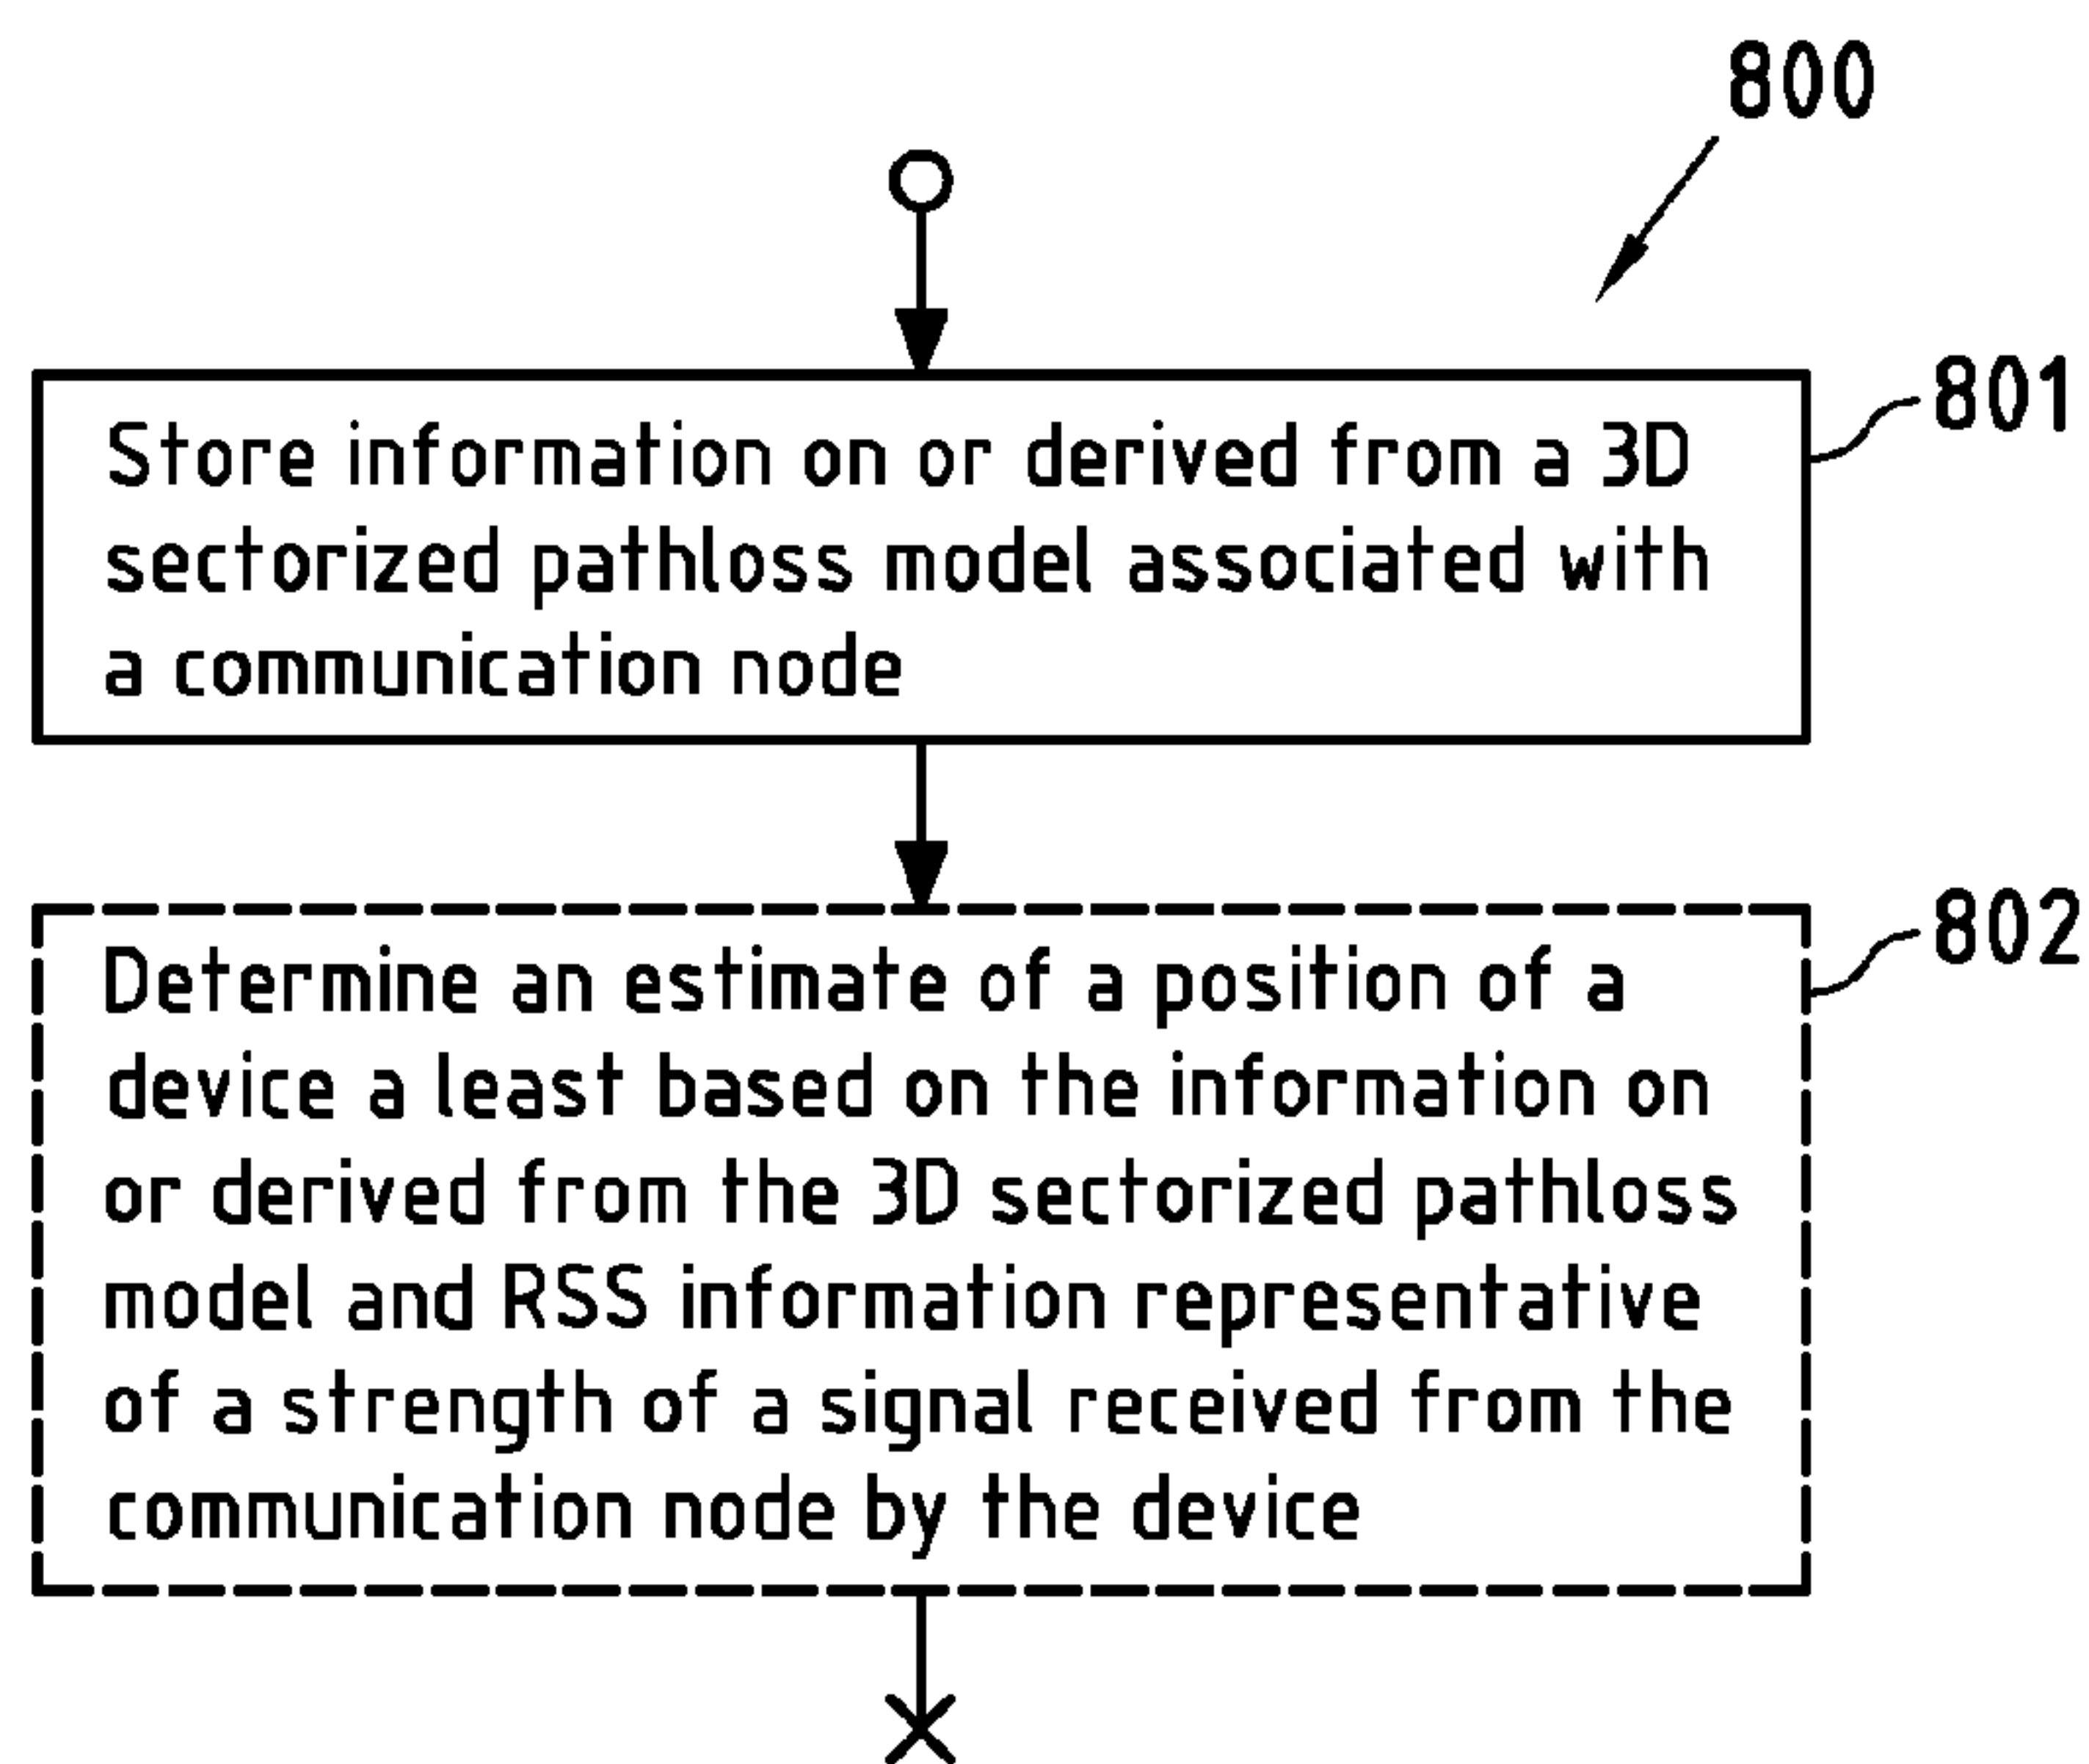 800
801
Store information on or derived from a 3D
sectorized pathloss model associated with
a communication node
802
Determine an estimate of a position of a
device a least based on the information on
or derived from the 3D sectorized pathloss
model and RSS information representative
of a strength of a signal received from the
communication node by the device